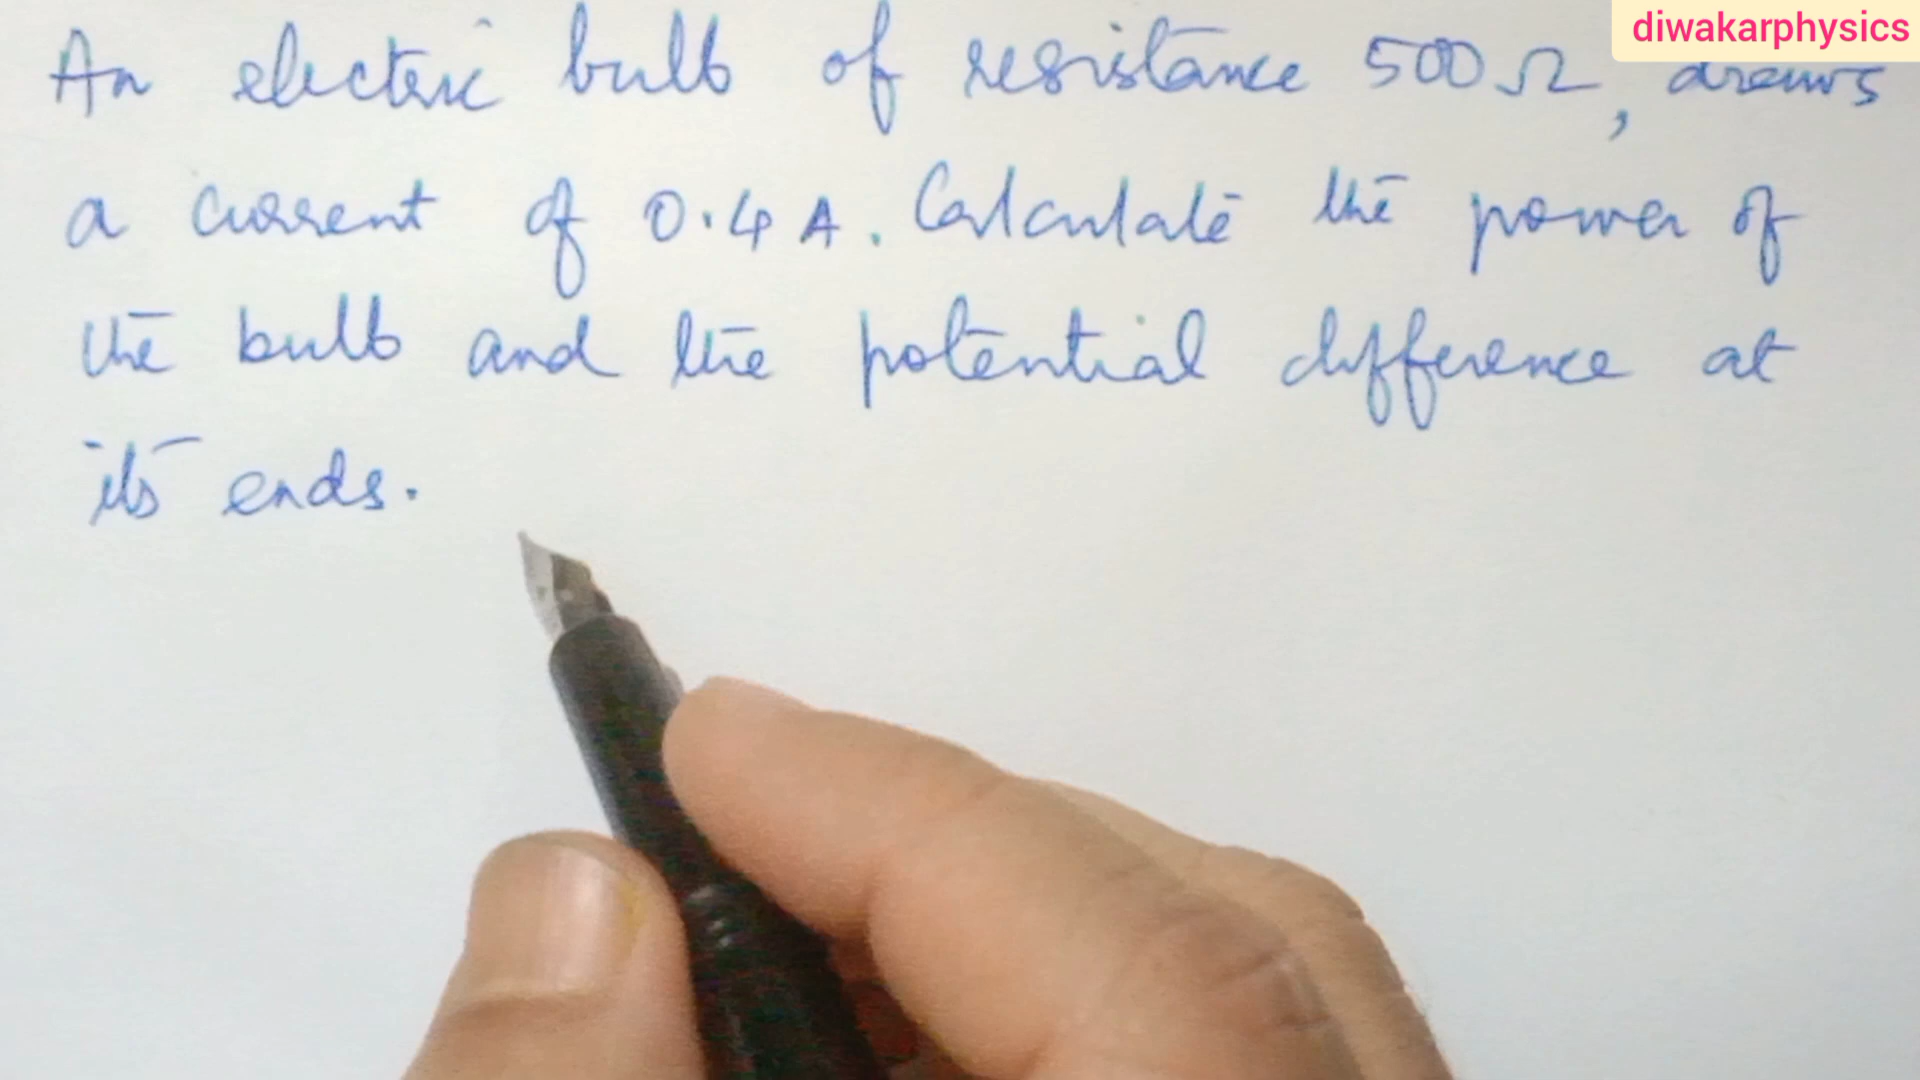 diwakarphysics
An electric bulb of resistance 500 Ω, draws
a current of 0.4 A. Calculate the power of
the bulb and the potential difference at
its ends.